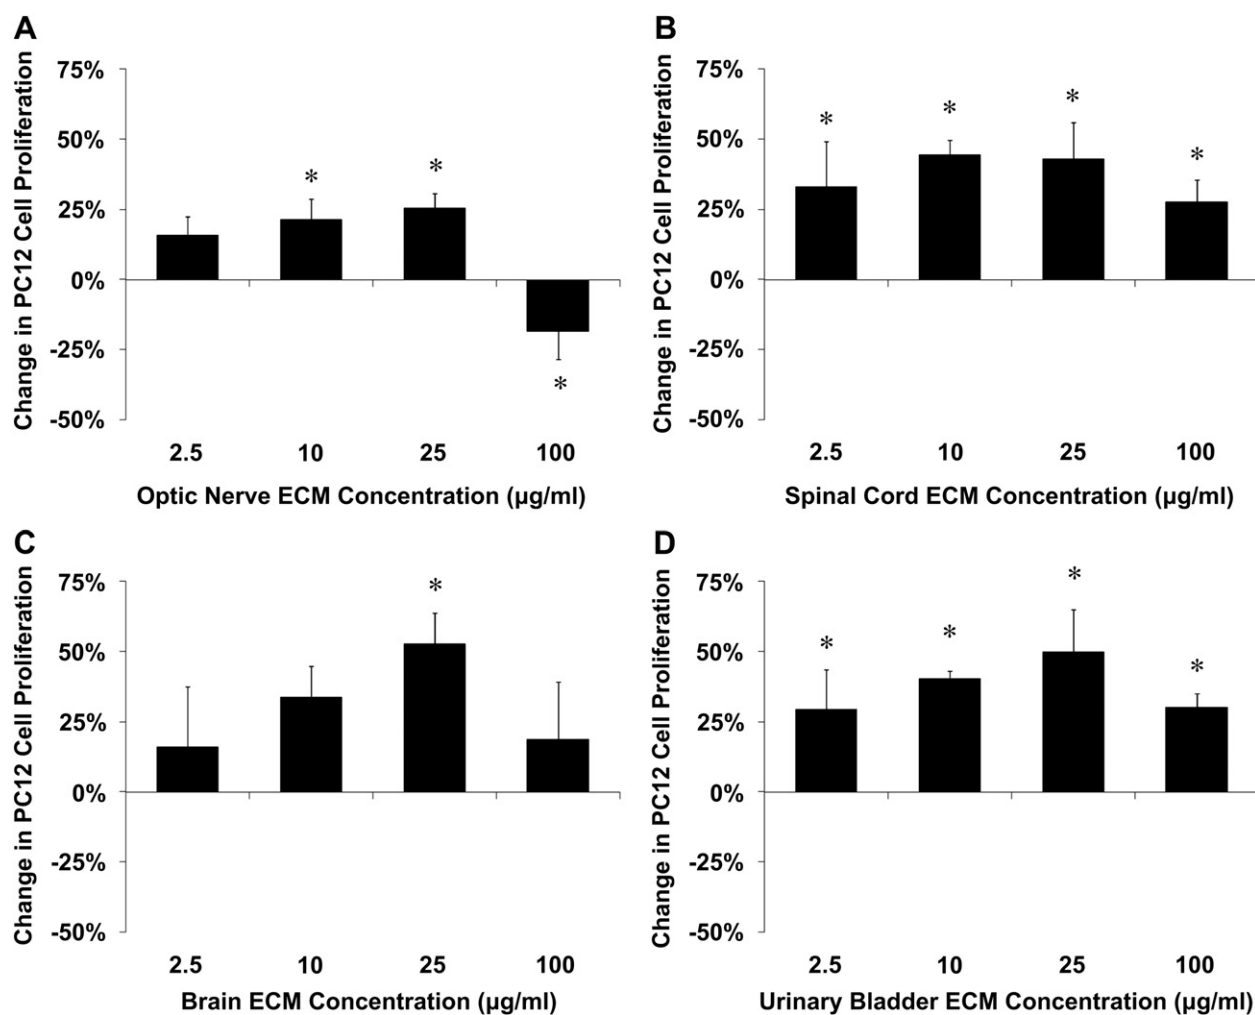 A
Change in PC12 Cell Proliferation
75%
50%
25%
0%
-25%
-50%
*
*
*
2.5 10 25 100
Optic Nerve ECM Concentration (µg/ml)
B
Change in PC12 Cell Proliferation
75%
50%
25%
0%
-25%
-50%
*
*
*
*
2.5 10 25 100
Spinal Cord ECM Concentration (µg/ml)
C
Change in PC12 Cell Proliferation
75%
50%
25%
0%
-25%
-50%
*
2.5 10 25 100
Brain ECM Concentration (µg/ml)
D
Change in PC12 Cell Proliferation
75%
50%
25%
0%
-25%
-50%
*
*
*
*
2.5 10 25 100
Urinary Bladder ECM Concentration (µg/ml)